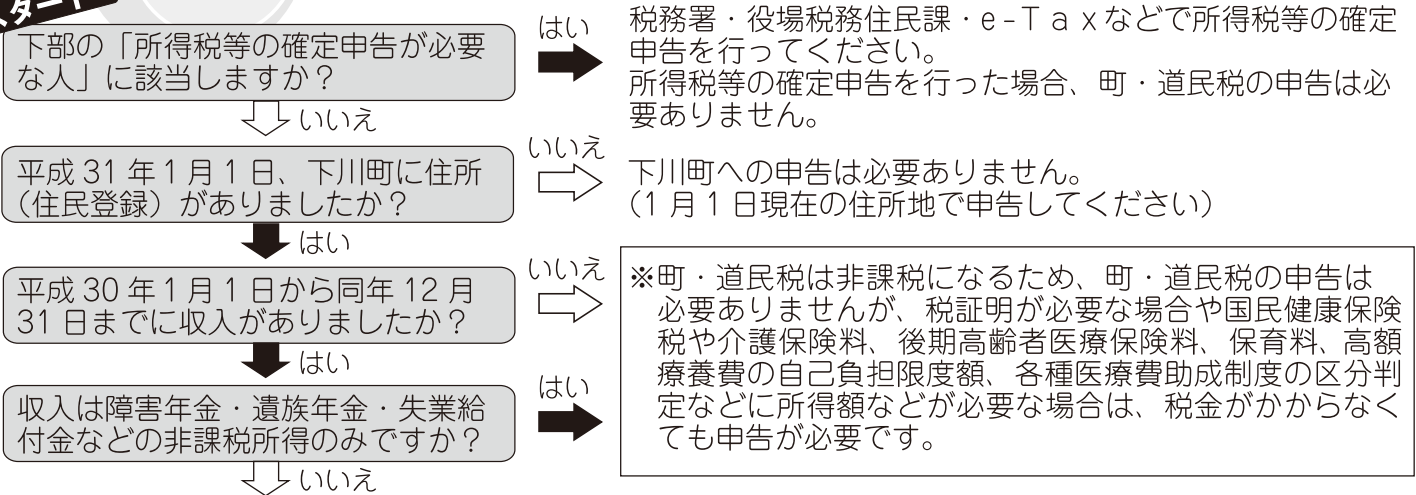 スタート
下部の「所得税等の確定申告が必要
な人」に該当しますか？
はい
税務署・役場税務住民課・e-Taxなどで所得税等の確定
申告を行ってください。
所得税等の確定申告を行った場合、町・道民税の申告は必
要ありません。
いいえ
平成31年1月1日、下川町に住所
（住民登録）がありましたか？
いいえ
下川町への申告は必要ありません。
（1月1日現在の住所地で申告してください）
はい
平成30年1月1日から同年12月
31日までに収入がありましたか？
いいえ
※町・道民税は非課税になるため、町・道民税の申告は
必要ありませんが、税証明が必要な場合や国民健康保険
税や介護保険料、後期高齢者医療保険料、保育料、高額
療養費の自己負担限度額、各種医療費助成制度の区分判
定などに所得額などが必要な場合は、税金がかからなく
ても申告が必要です。
はい
収入は障害年金・遺族年金・失業給
付金などの非課税所得のみですか？
はい
いいえ